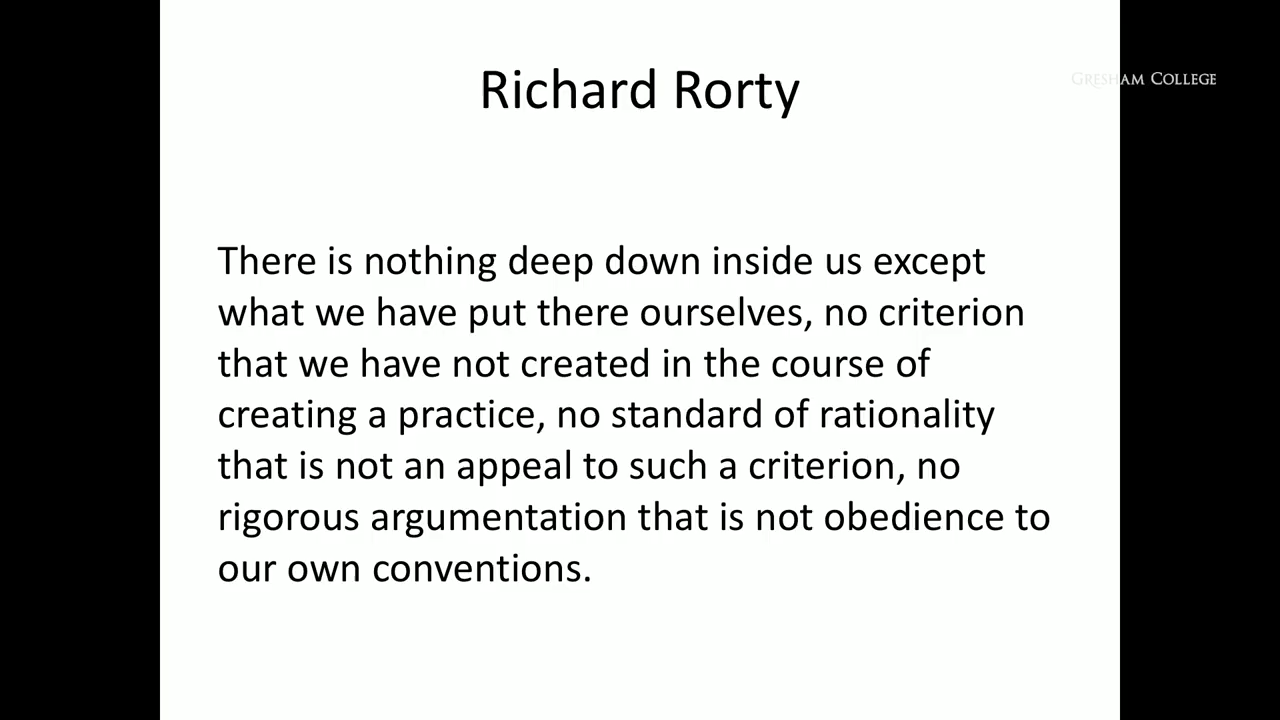 Richard Rorty
GRESHAM COLLEGE
There is nothing deep down inside us except
what we have put there ourselves, no criterion
that we have not created in the course of
creating a practice, no standard of rationality
that is not an appeal to such a criterion, no
rigorous argumentation that is not obedience to
our own conventions.